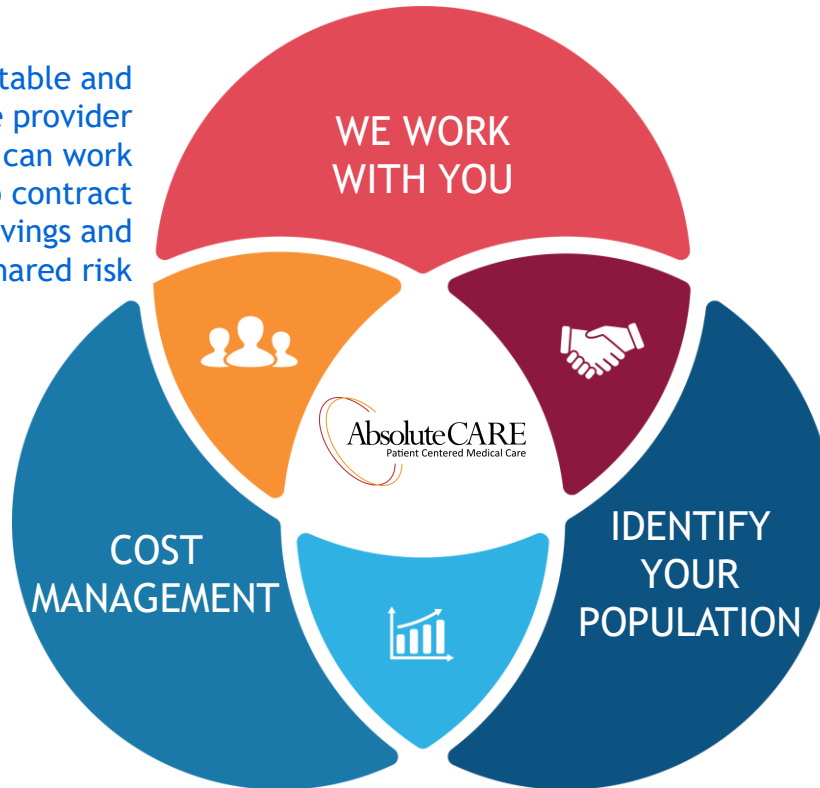 table and
provider
can work
contract
vings and
hared risk
WE WORK
WITH YOU
AbsoluteCARE
Patient Centered Medical Care
COST
MANAGEMENT
IDENTIFY
YOUR
POPULATION